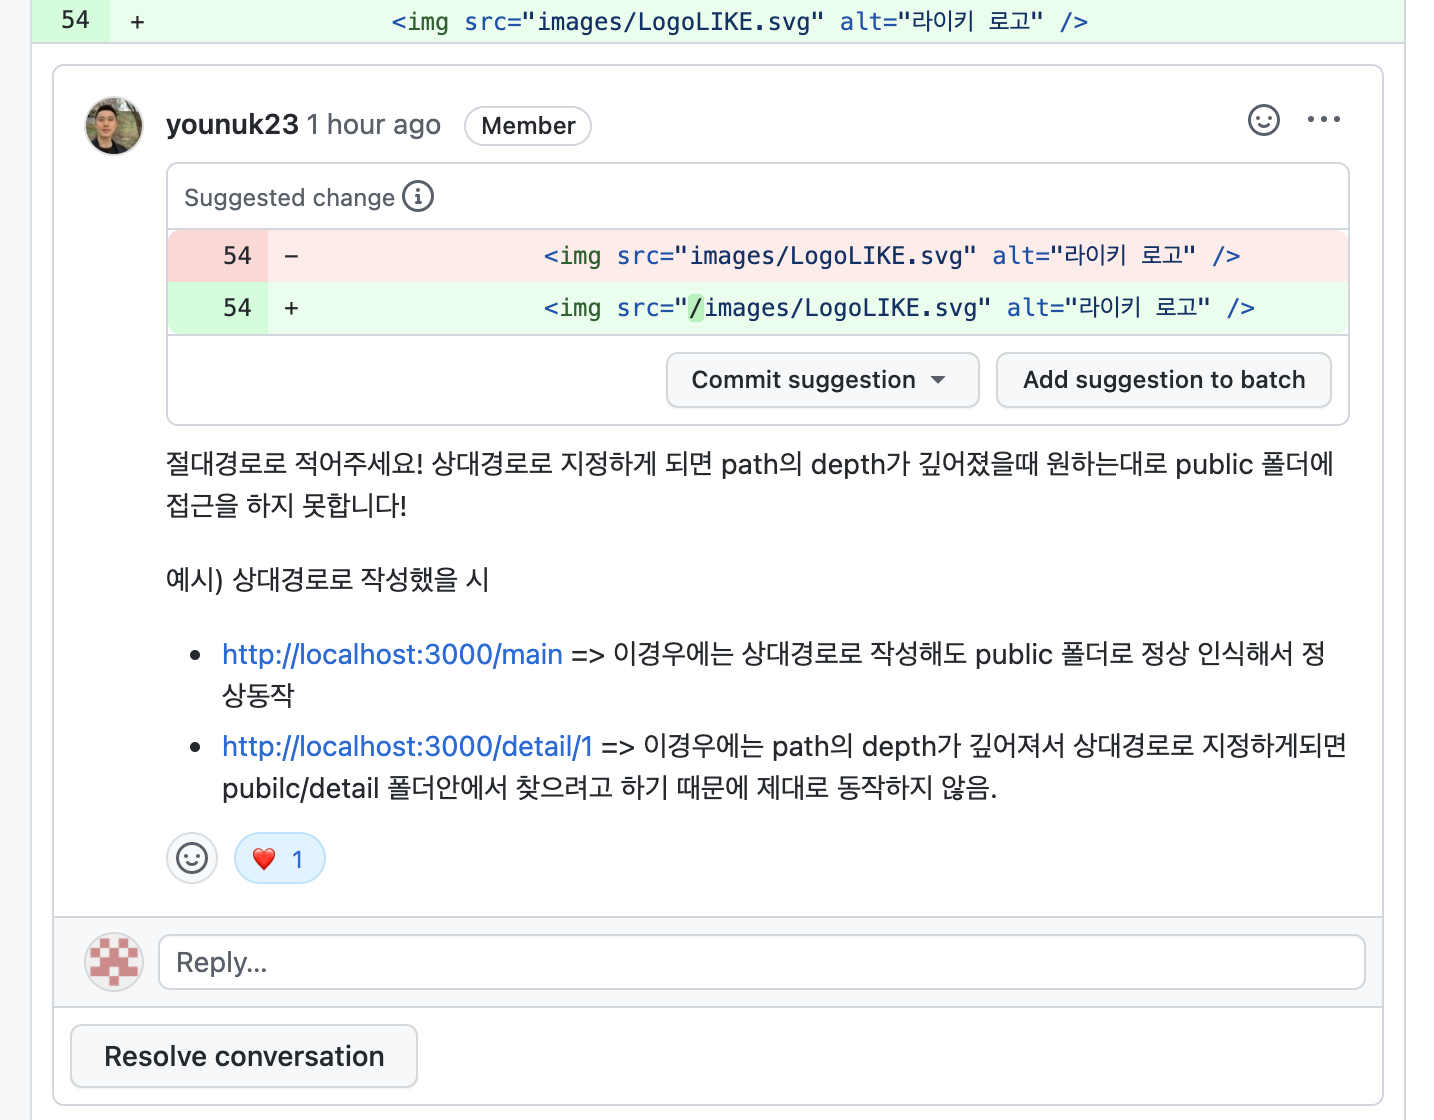 54 + <img src="images/LogoLIKE.svg" alt="라이키 로고" />
younuk23 1 hour ago Member
Suggested change
54 - <img src="images/LogoLIKE.svg" alt="라이키 로고" />
54 + <img src="/images/LogoLIKE.svg" alt="라이키 로고" />
Commit suggestion Add suggestion to batch
절대경로로 적어주세요! 상대경로로 지정하게 되면 path의 depth가 깊어졌을때 원하는대로 public 폴더에
접근을 하지 못합니다!
예시) 상대경로로 작성했을 시
• http://localhost:3000/main => 이경우에는 상대경로로 작성해도 public 폴더로 정상 인식해서 정
상동작
• http://localhost:3000/detail/1 => 이경우에는 path의 depth가 깊어져서 상대경로로 지정하게되면
pubilc/detail 폴더안에서 찾으려고 하기 때문에 제대로 동작하지 않음.
❤️ 1
Reply...
Resolve conversation